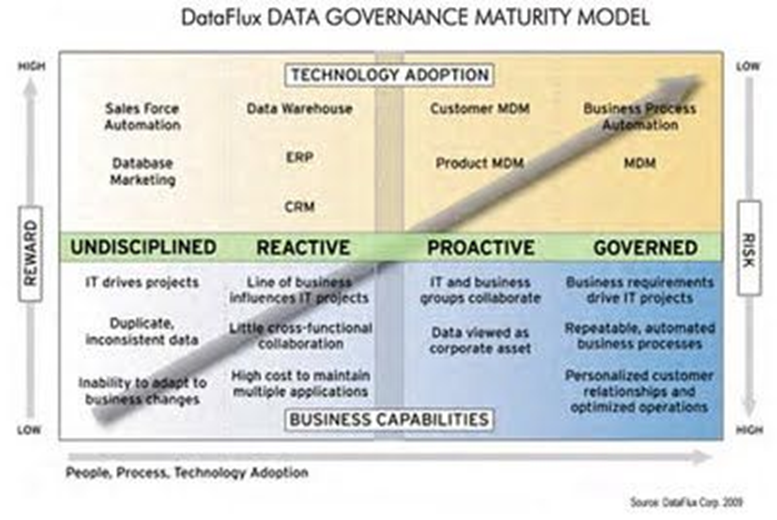 DataFlux DATA GOVERNANCE MATURITY MODEL
HIGH
LOW
TECHNOLOGY ADOPTION
Sales Force
Automation
Database
Marketing
Data Warehouse
ERP
CRM
Customer MDM
Product MDM
Business Process
Automation
MDM
REWARD
RISK
UNDISCIPLINED
REACTIVE
PROACTIVE
GOVERNED
IT drives projects
Duplicate,
inconsistent data
Inability to adapt to
business changes
Line of business
influences IT projects
Little cross-functional
collaboration
High cost to maintain
multiple applications
IT and business
groups collaborate
Data viewed as
corporate asset
Business requirements
drive IT projects
Repeatable, automated
business processes
Personalized customer
relationships and
optimized operations
BUSINESS CAPABILITIES
LOW
HIGH
People, Process, Technology Adoption
Source: DataFlux Corp. 2009